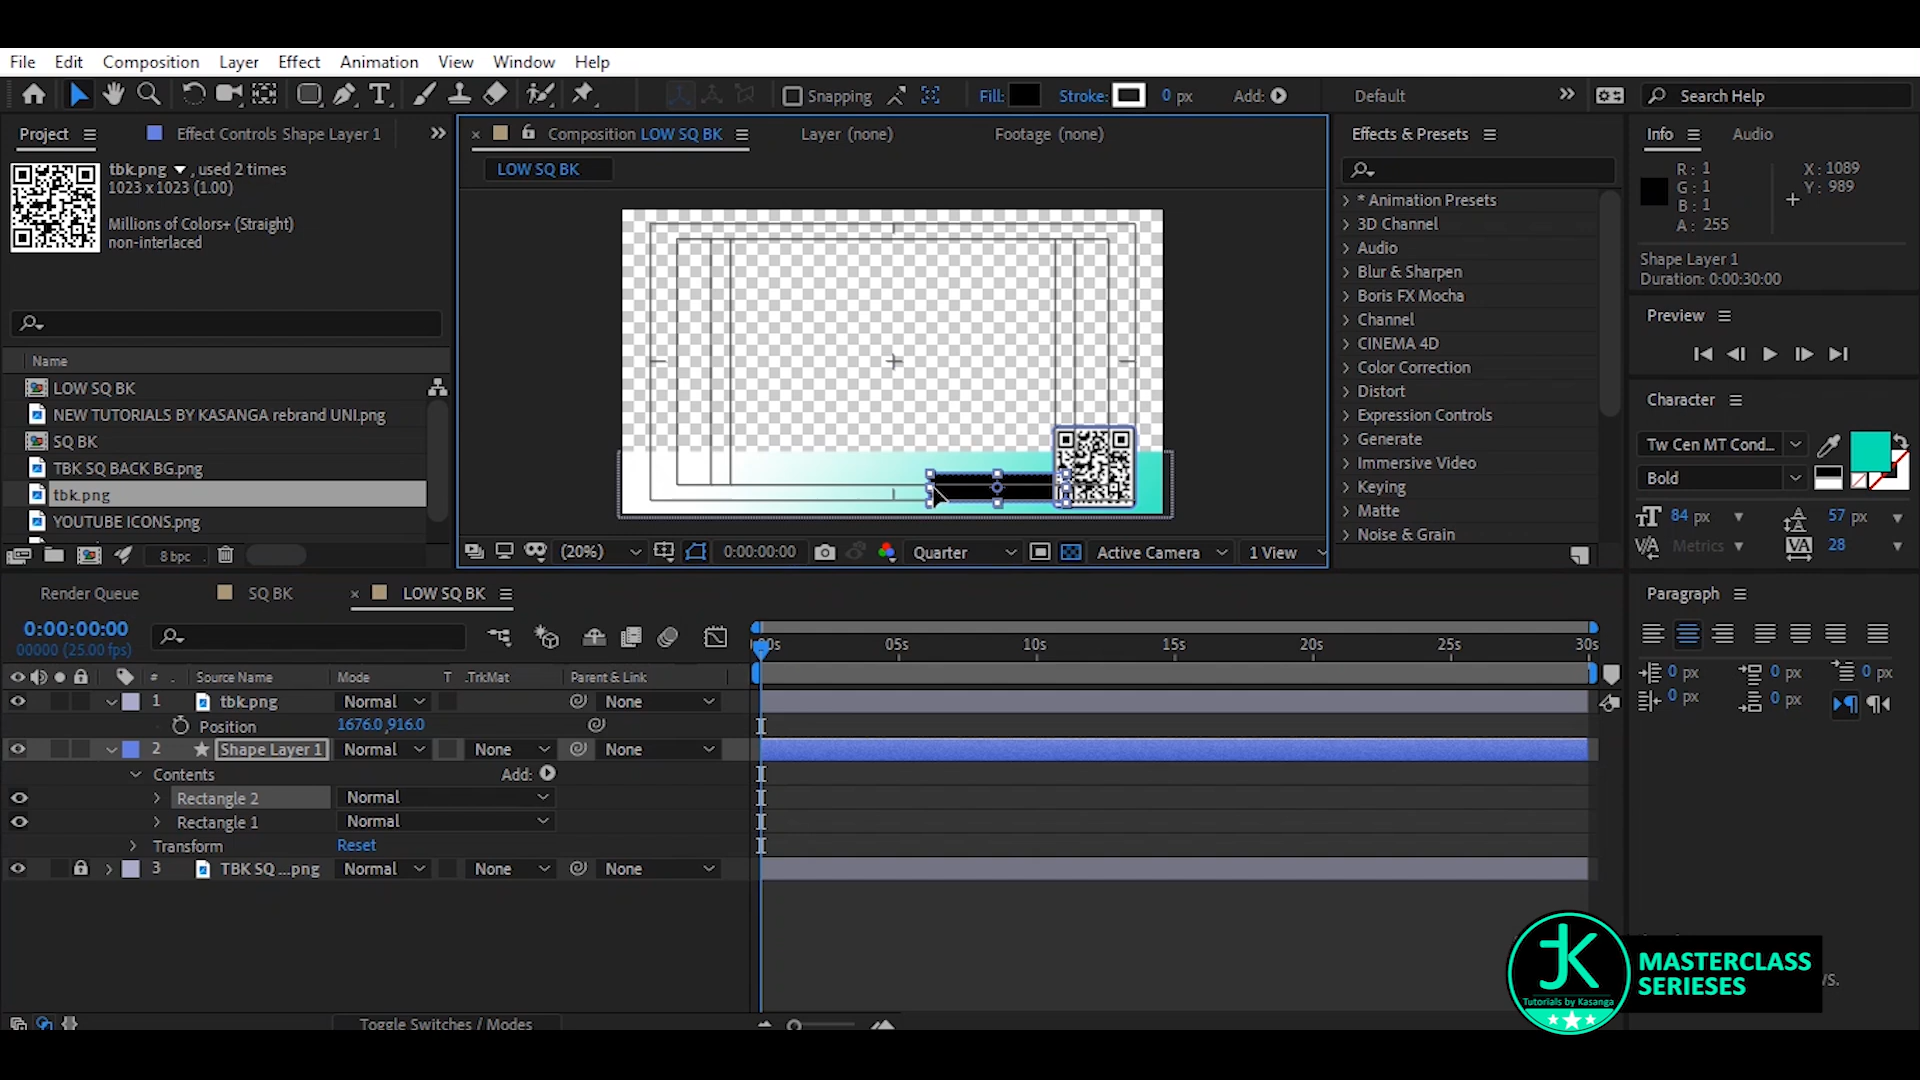 File Edit Composition Layer Effect Animation View Window Help
Snapping Fill: Stroke: 0 px Add: Default Search Help
Project Effect Controls Shape Layer 1
Composition LOW SQ BK Layer (none) Footage (none)
Effects & Presets
Info Audio
tbk.png , used 2 times
1023 x 1023 (1.00)
Millions of Colors+ (Straight)
non-interlaced
LOW SQ BK
R: 1 X: 1089
G: 1 Y: 989
B: 1
A: 255
Shape Layer 1
Duration: 0:00:30:00
Preview
* Animation Presets
3D Channel
Audio
Blur & Sharpen
Boris FX Mocha
Channel
CINEMA 4D
Color Correction
Distort
Expression Controls
Generate
Immersive Video
Keying
Matte
Noise & Grain
Name
LOW SQ BK
NEW TUTORIALS BY KASANGA rebrand UNI.png
SQ BK
TBK SQ BACK BG.png
tbk.png
YOUTUBE ICONS.png
8 bpc
(20%) 0:00:00:00 Quarter Active Camera 1 View
Character
Tw Cen MT Cond...
Bold
84 px 57 px
Metrics 28
Paragraph
0 px 0 px 0 px
0 px 0 px
Render Queue SQ BK LOW SQ BK
0:00:00:00
00000 (25.00 fps)
05s 10s 15s 20s 25s 30s
# Source Name Mode T .TrkMat Parent & Link
1 tbk.png Normal None
Position 1676.0,916.0
2 Shape Layer 1 Normal None None
Contents Add:
Rectangle 2 Normal
Rectangle 1 Normal
Transform Reset
3 TBK SQ ...png Normal None None
Toggle Switches / Modes
JK
Tutorials by Kasanga
MASTERCLASS
SERIESES